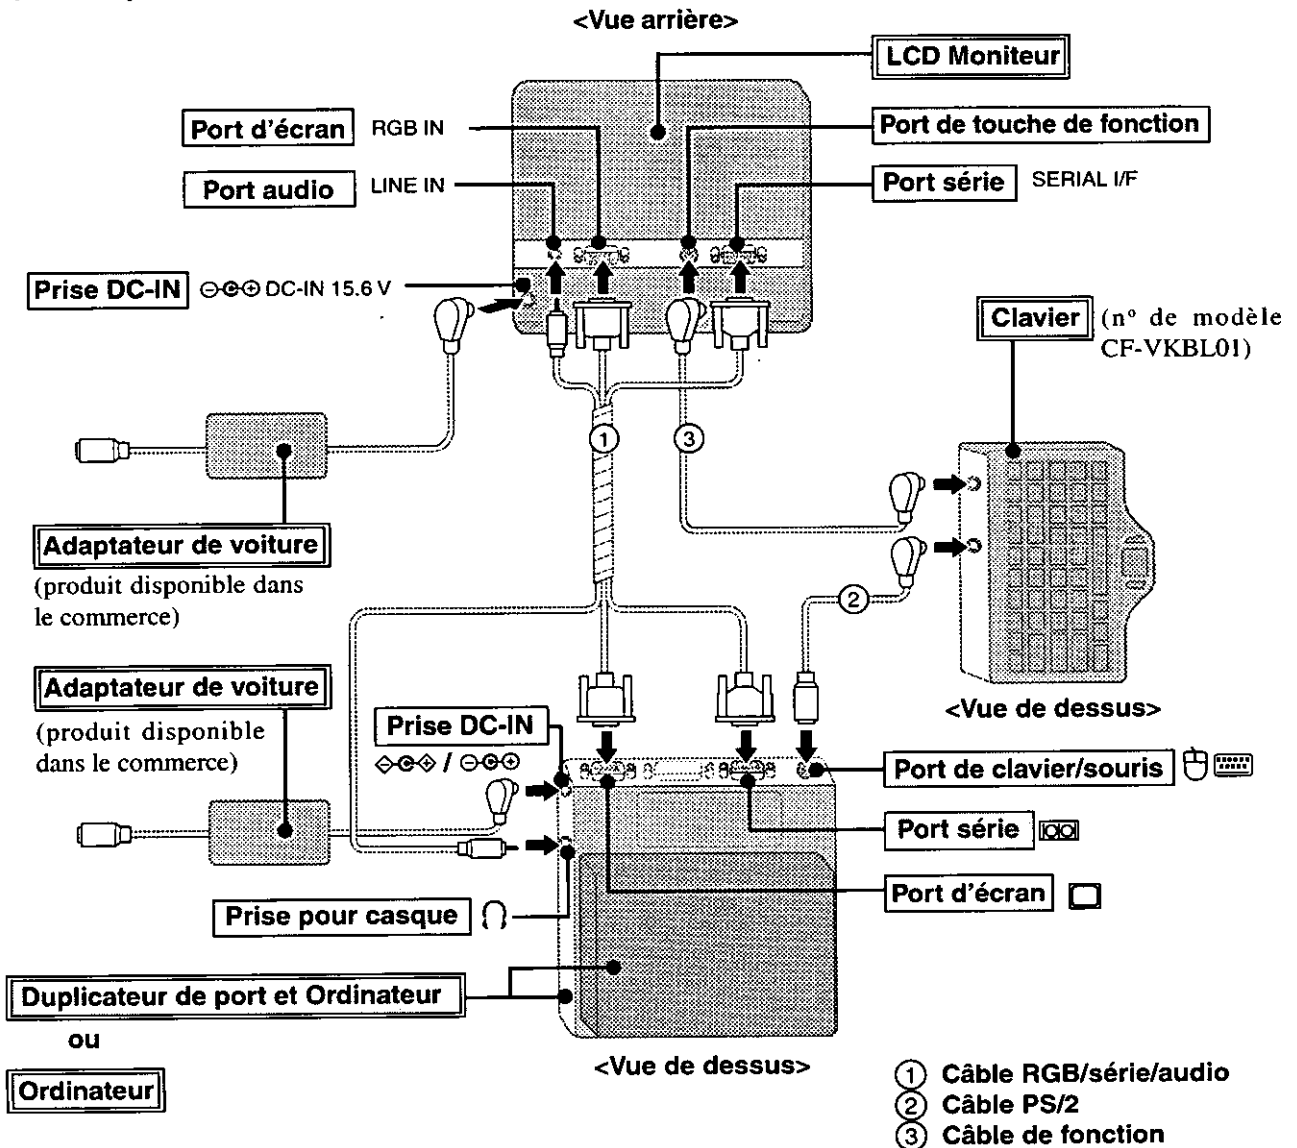 <Vue arrière>
LCD Moniteur
Port d'écran RGB IN
Port de touche de fonction
Port audio LINE IN
Port série SERIAL I/F
Prise DC-IN DC-IN 15.6 V
Clavier (n° de modèle
CF-VKBL01)
1
3
Adaptateur de voiture
(produit disponible dans
le commerce)
2
Adaptateur de voiture
(produit disponible
dans le commerce)
<Vue de dessus>
Prise DC-IN
/
Port de clavier/souris
Port série
Port d'écran
Prise pour casque
Duplicateur de port et Ordinateur
ou
Ordinateur
<Vue de dessus>
1 Câble RGB/série/audio
2 Câble PS/2
3 Câble de fonction